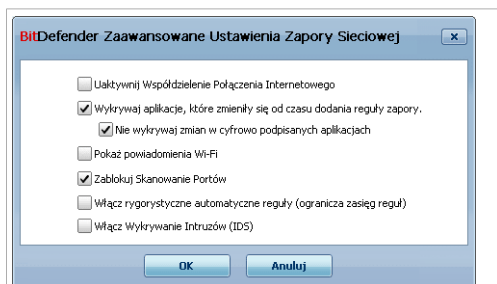 BitDefender Zaawansowane Ustawienia Zapory Sieciowej
Uaktywnij Współdzielenie Połączenia Internetowego
Wykrywaj aplikacje, które zmieniły się od czasu dodania reguły zapory.
Nie wykrywaj zmian w cyfrowo podpisanych aplikacjach
Pokaż powiadomienia Wi-Fi
Zablokuj Skanowanie Portów
Włącz rygorystyczne automatyczne reguły (ogranicza zasięg reguł)
Włącz Wykrywanie Intruzów (IDS)
OK Anuluj